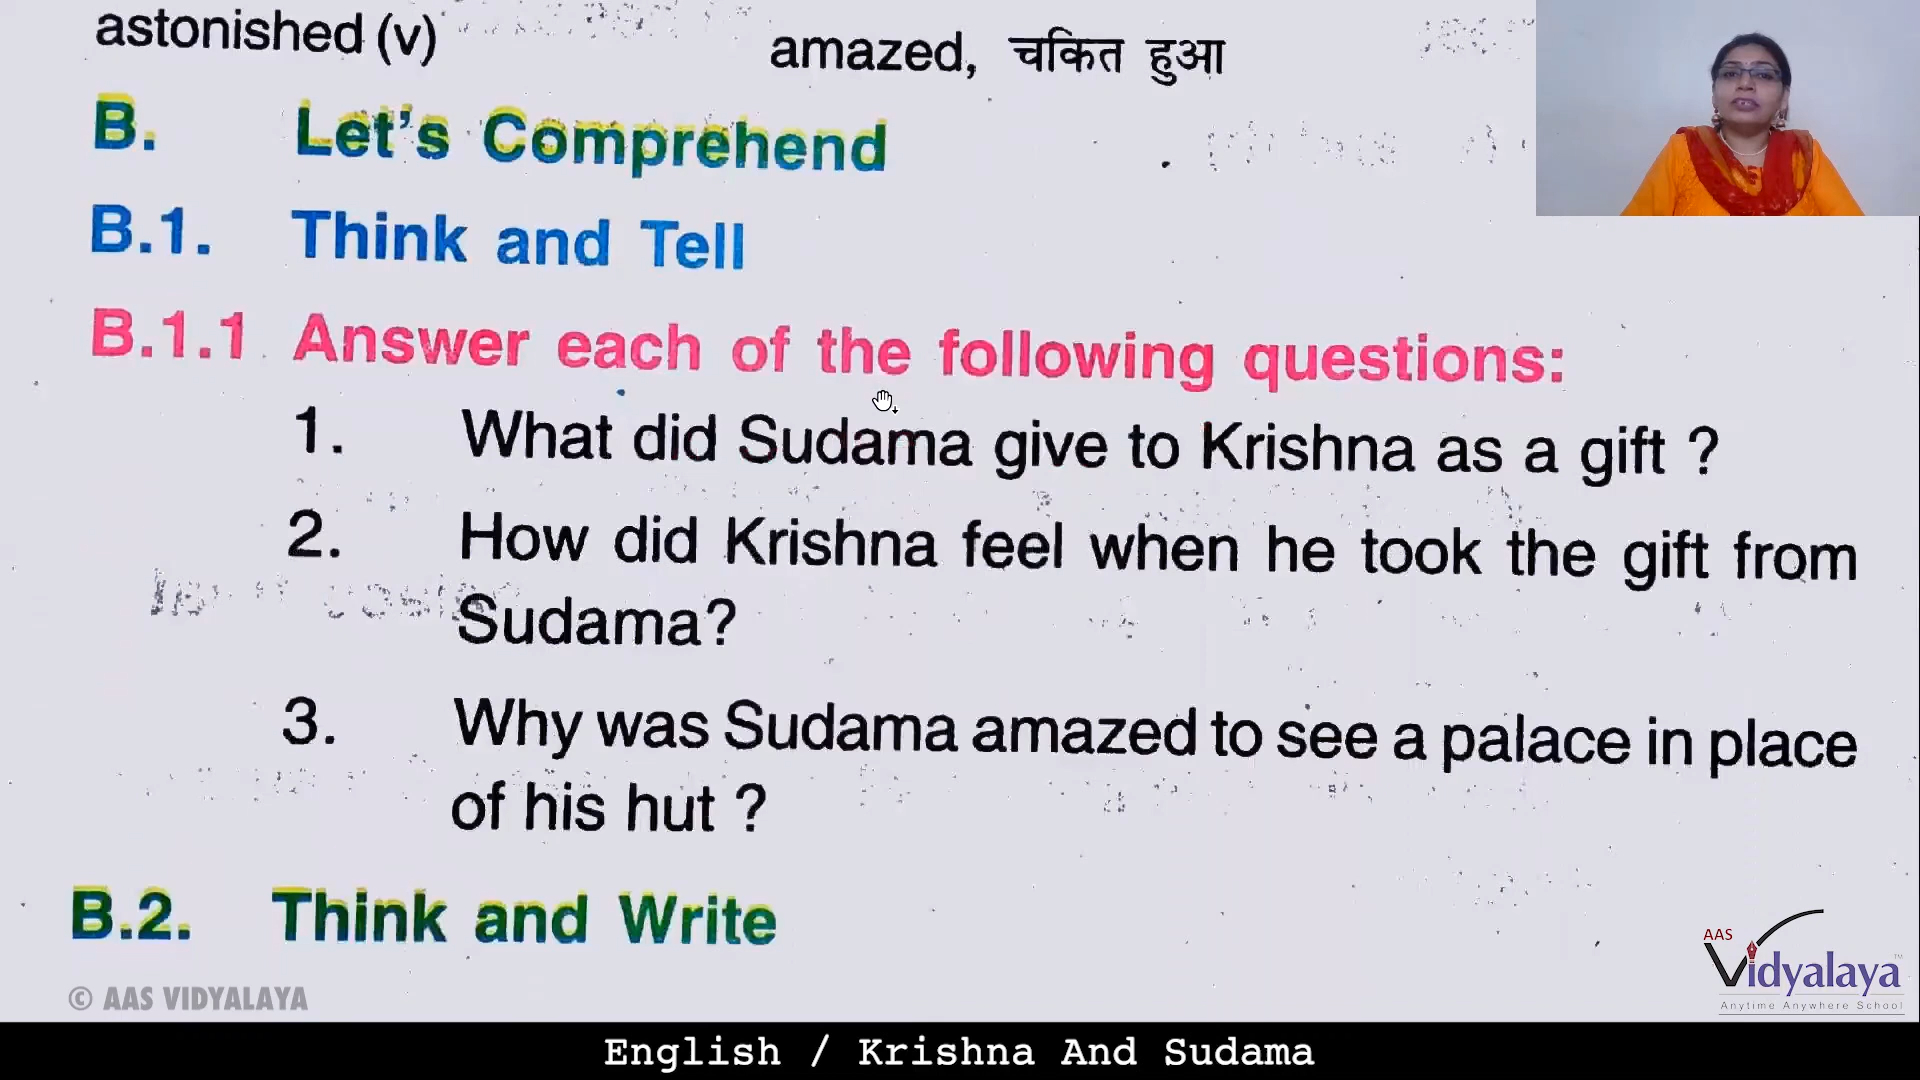 astonished (v) amazed, चकित हुआ
B. Let's Comprehend
B.1. Think and Tell
B.1.1 Answer each of the following questions:
1. What did Sudama give to Krishna as a gift ?
2. How did Krishna feel when he took the gift from
Sudama?
3. Why was Sudama amazed to see a palace in place
of his hut ?
B.2. Think and Write
AAS
Vidyalaya
TM
Anytime Anywhere School
© AAS VIDYALAYA
English / Krishna And Sudama